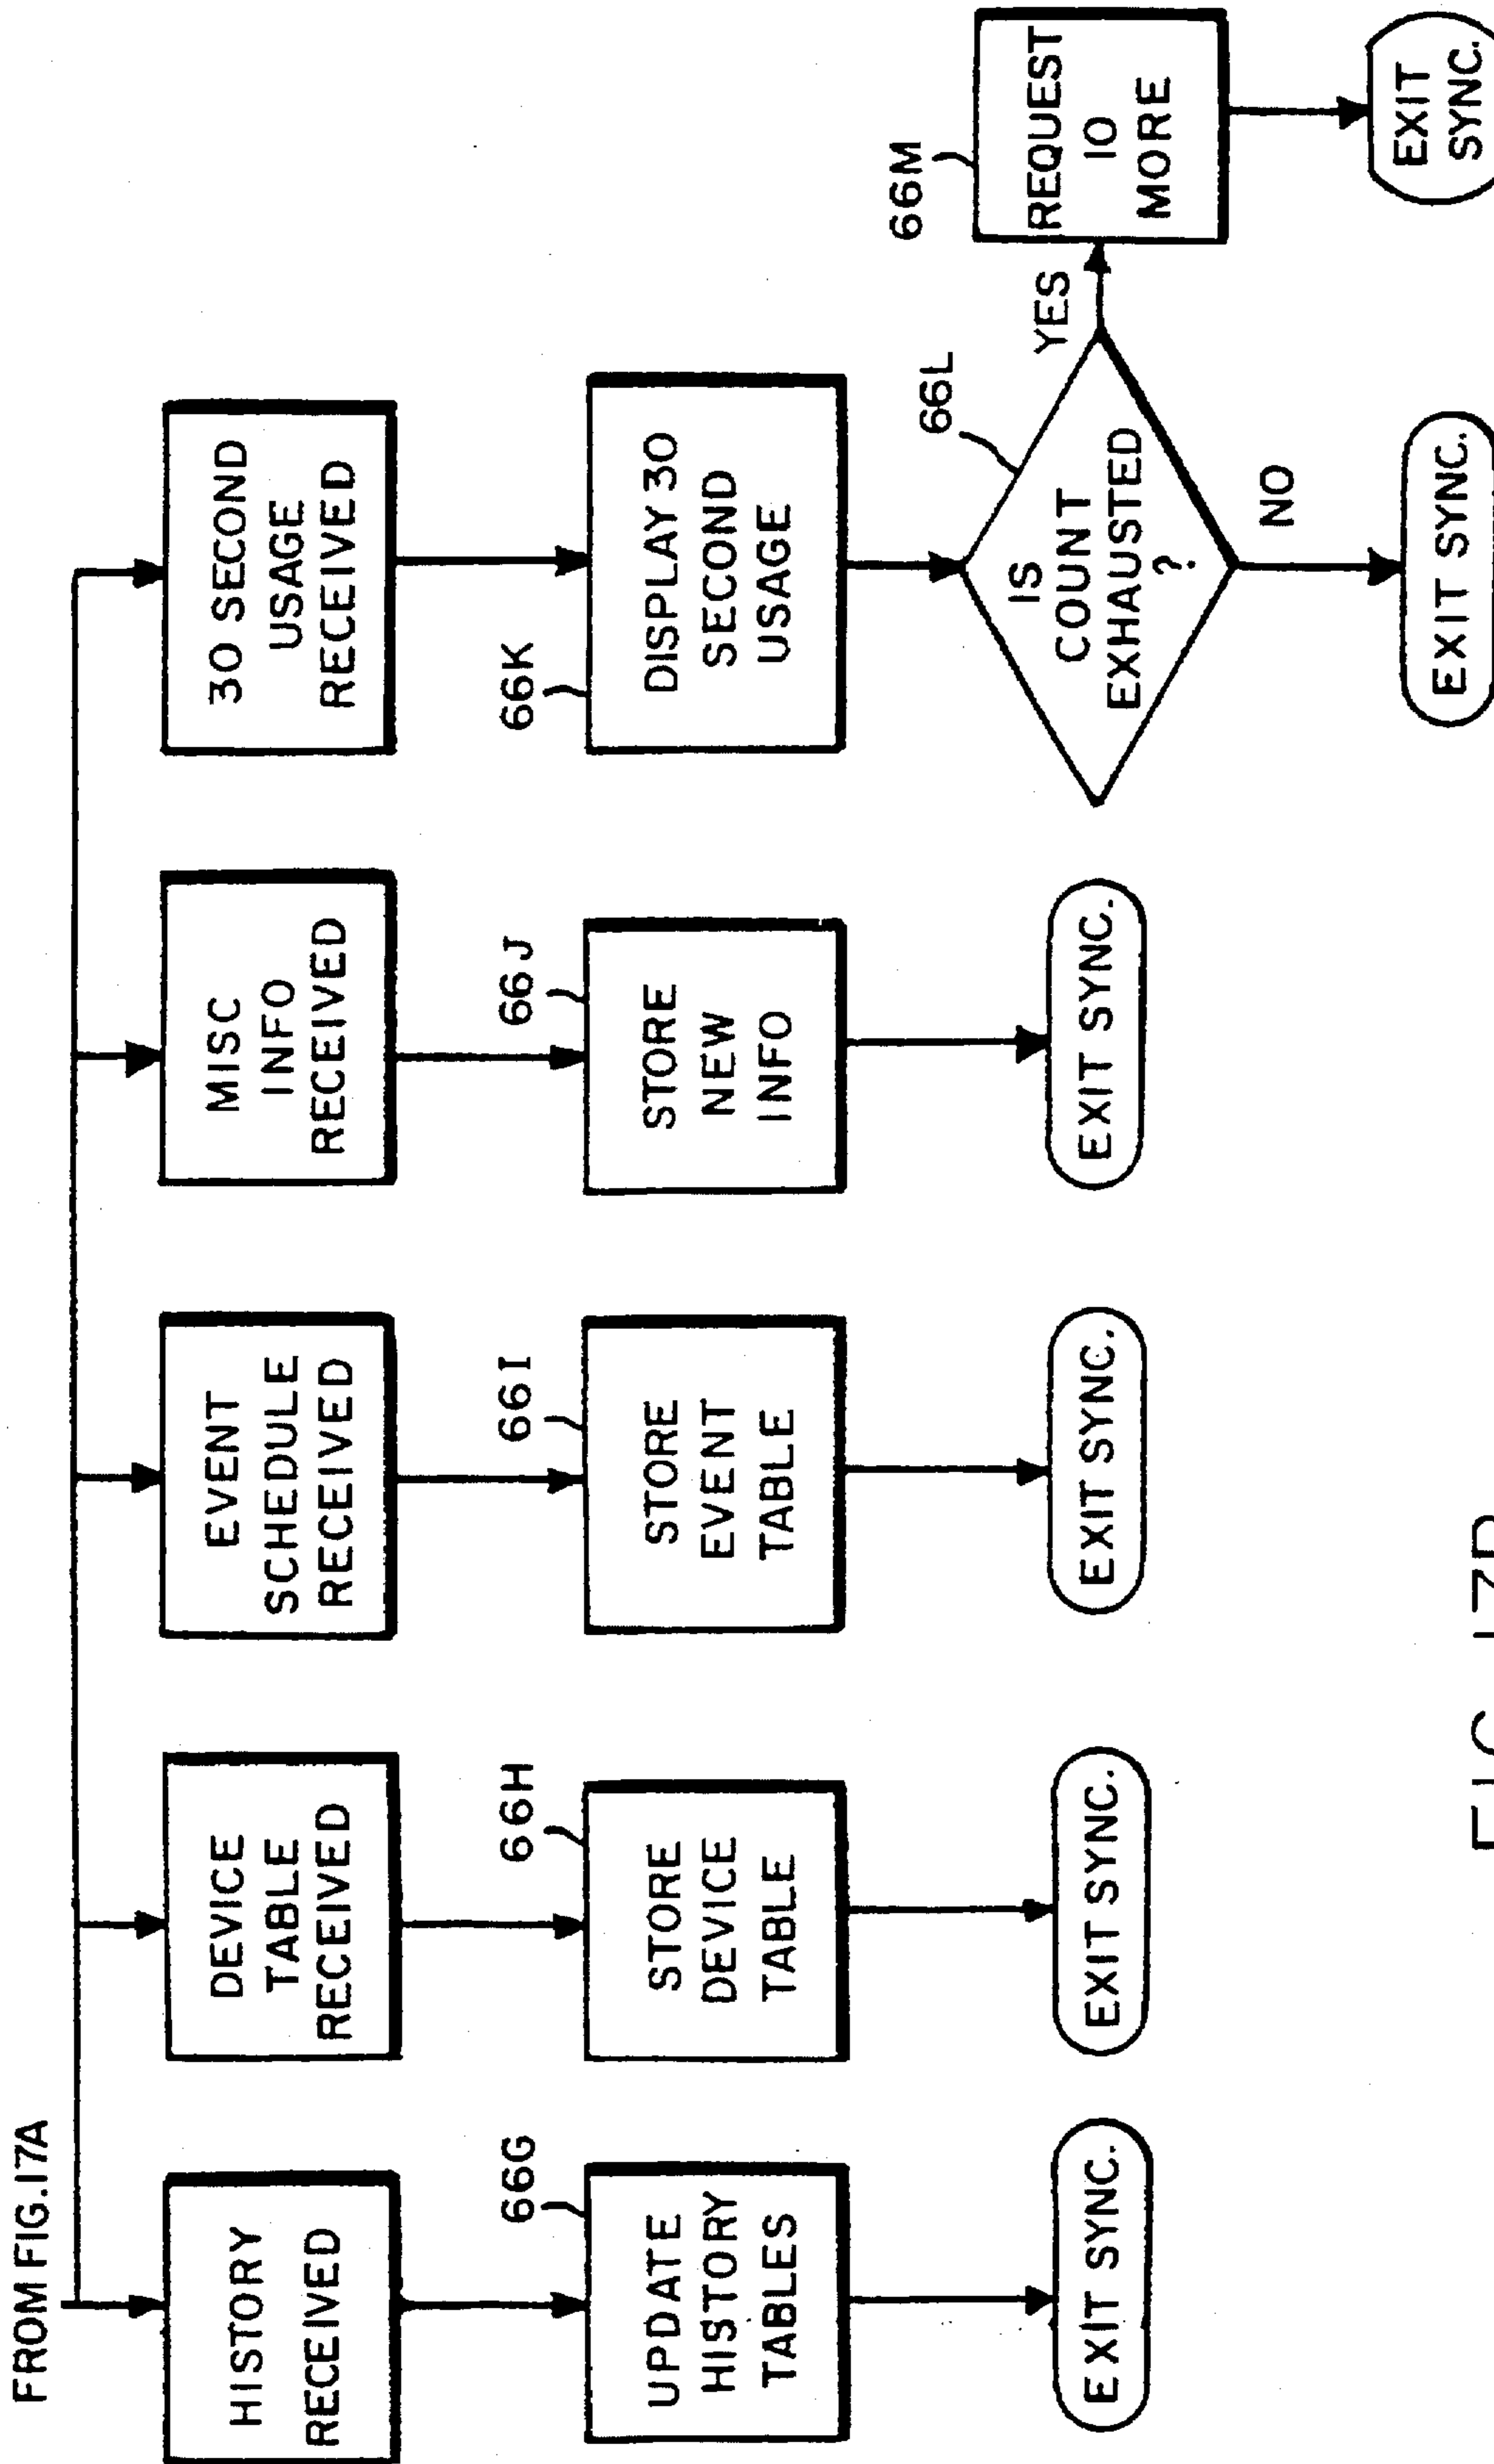 FROM FIG.17A
HISTORY
RECEIVED
66G
UPDATE
HISTORY
TABLES
EXIT SYNC.
DEVICE
TABLE
RECEIVED
66H
STORE
DEVICE
TABLE
EXIT SYNC.
EVENT
SCHEDULE
RECEIVED
66I
STORE
EVENT
TABLE
EXIT SYNC.
MISC
INFO
RECEIVED
66J
STORE
NEW
INFO
EXIT SYNC.
30 SECOND
USAGE
RECEIVED
66K
DISPLAY 30
SECOND
USAGE
66L
IS
COUNT
EXHAUSTED
?
YES
NO
EXIT SYNC.
66M
REQUEST
10
MORE
EXIT
SYNC.